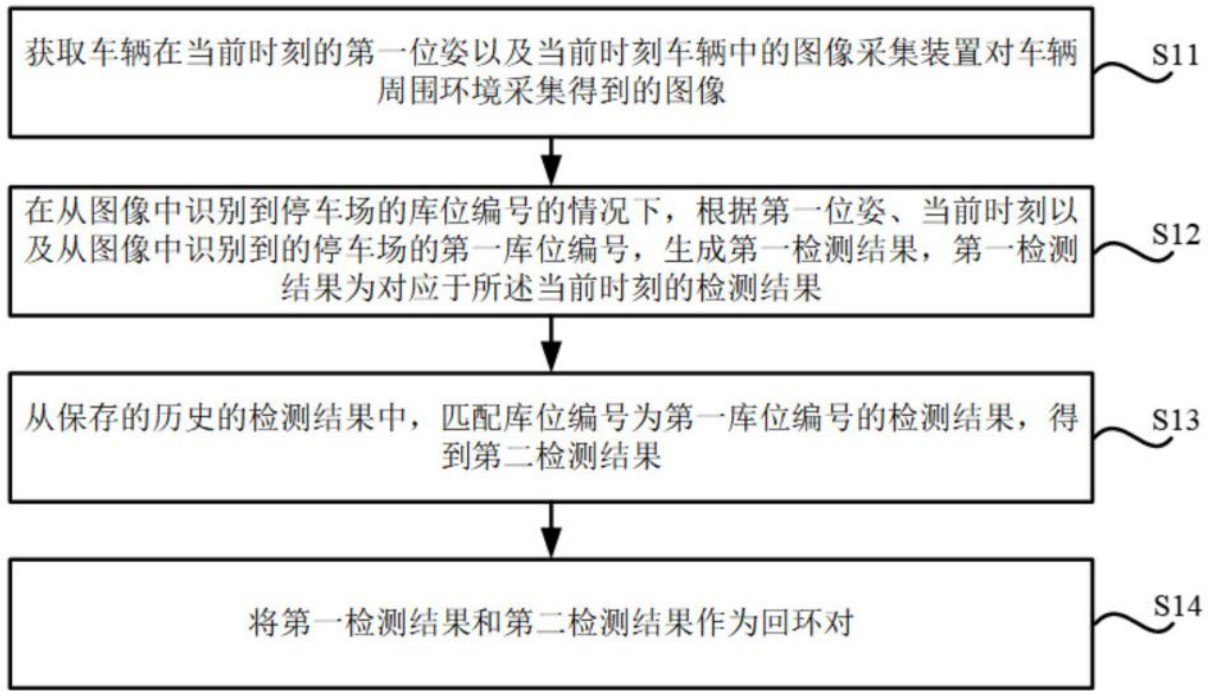 获取车辆在当前时刻的第一位姿以及当前时刻车辆中的图像采集装置对车辆
周围环境采集得到的图像
S11
在从图像中识别到停车场的库位编号的情况下，根据第一位姿、当前时刻以
及从图像中识别到的停车场的第一库位编号，生成第一检测结果，第一检测
结果为对应于所述当前时刻的检测结果
S12
从保存的历史的检测结果中，匹配库位编号为第一库位编号的检测结果，得
到第二检测结果
S13
将第一检测结果和第二检测结果作为回环对
S14